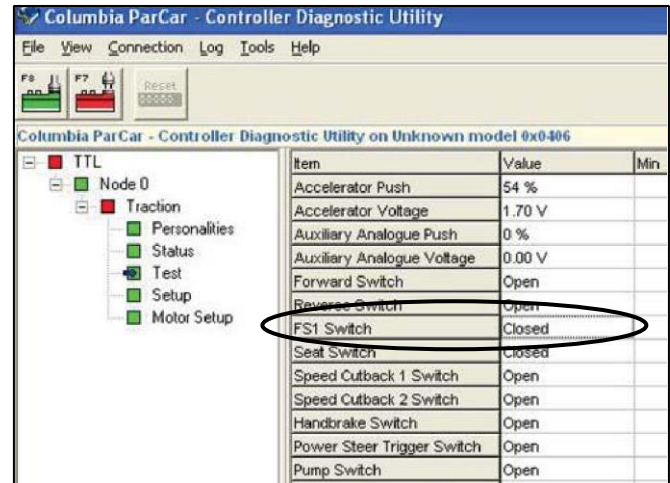 Columbia ParCar - Controller Diagnostic Utility
File View Connection Log Tools Help
F8 F7 Reset
Columbia ParCar - Controller Diagnostic Utility on Unknown model 0x0406
TTL
Node 0
Traction
Personalities
Status
Test
Setup
Motor Setup
Item Value Min
Accelerator Push 54 %
Accelerator Voltage 1.70 V
Auxiliary Analogue Push 0 %
Auxiliary Analogue Voltage 0.00 V
Forward Switch Open
Reverse Switch Open
FS1 Switch Closed
Seat Switch Closed
Speed Cutback 1 Switch Open
Speed Cutback 2 Switch Open
Handbrake Switch Open
Power Steer Trigger Switch Open
Pump Switch Open